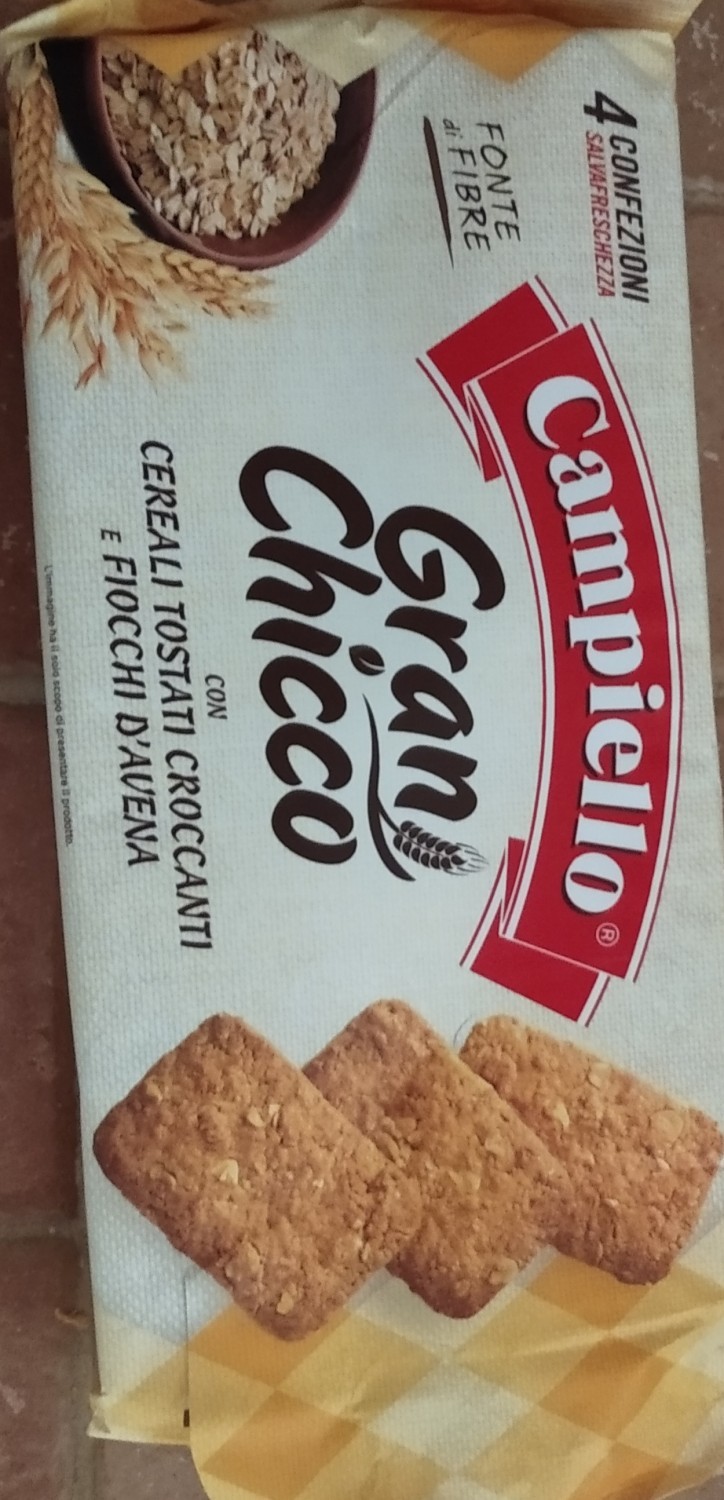 4 CONFEZIONI
SALVAFRESCHEZZA
FONTE
di FIBRE
Campiello®
Gran
Chicco
CON
CEREALI TOSTATI CROCCANTI
E FIOCCHI D'AVENA
L'immagine ha il solo scopo di presentare il prodotto.